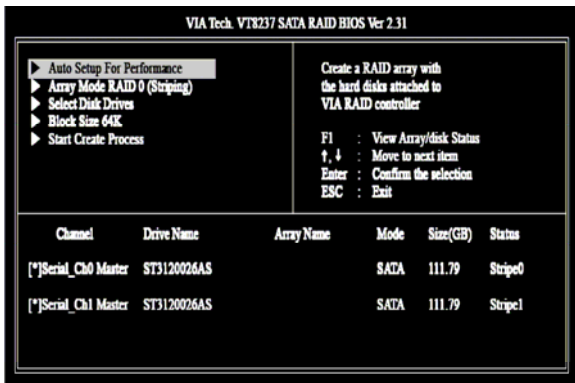 VIA Tech. VT8237 SATA RAID BIOS Ver 2.31
Auto Setup For Performance
Array Mode RAID 0 (Striping)
Select Disk Drives
Block Size 64K
Start Create Process
Create a RAID array with
the hard disks attached to
VIA RAID controller
F1 : View Array/disk Status
↑, ↓ : Move to next item
Enter : Confirm the selection
ESC : Exit
Channel Drive Name Array Name Mode Size(GB) Status
[*]Serial_Ch0 Master ST3120026AS SATA 111.79 Stripe0
[*]Serial_Ch1 Master ST3120026AS SATA 111.79 Stripe1